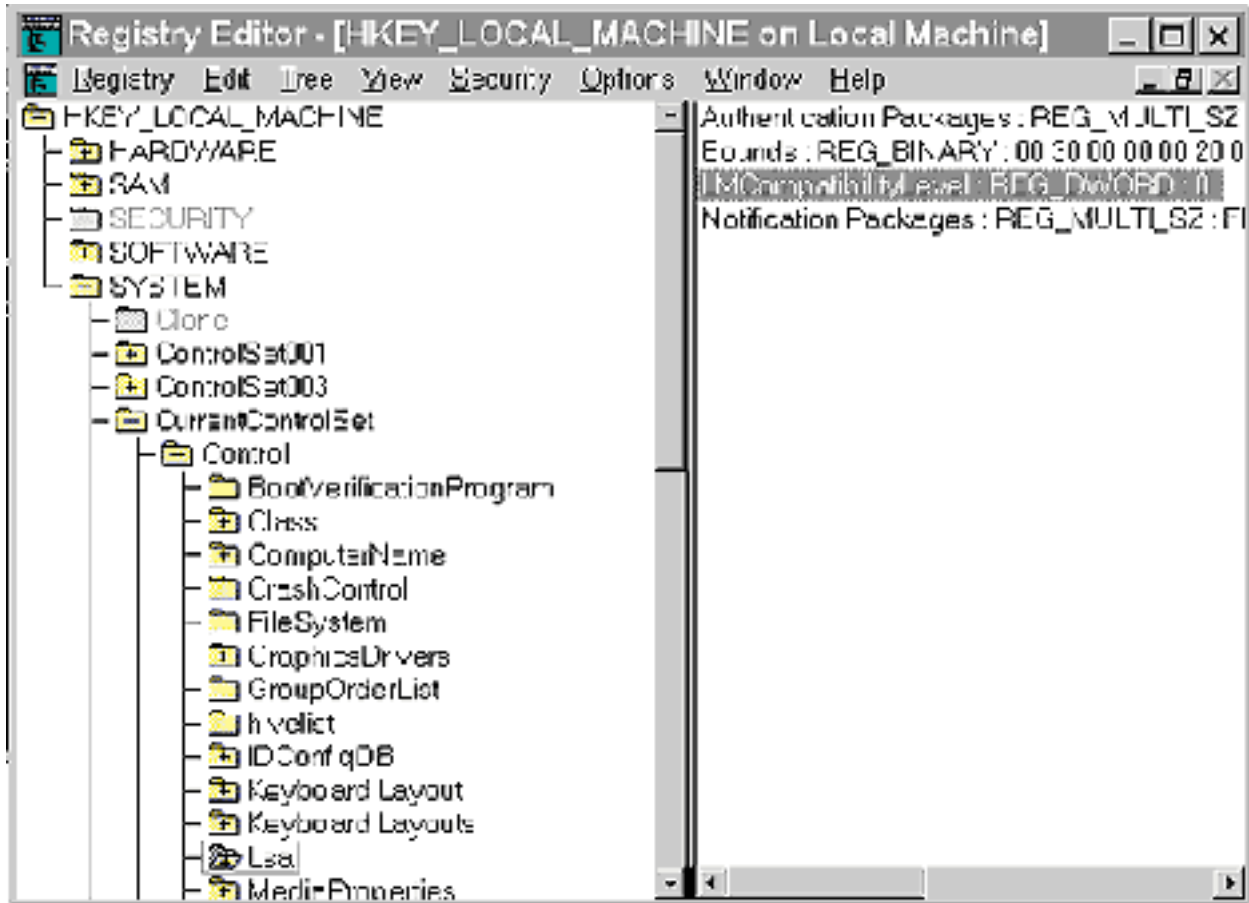 Registry Editor - [HKEY_LOCAL_MACHINE on Local Machine]
Registry Edit Tree View Security Options Window Help
HKEY_LOCAL_MACHINE
HARDWARE
SAM
SECURITY
SOFTWARE
SYSTEM
Clone
ControlSet001
ControlSet003
CurrentControlSet
Control
BootVerificationProgram
Class
ComputerName
CrashControl
FileSystem
GraphicsDrivers
GroupOrderList
hivelist
IDConfigDB
Keyboard Layout
Keyboard Layouts
Lsa
MediaProperties
Authentication Packages : REG_MULTI_SZ
Bounds : REG_BINARY : 00 30 00 00 00 20 0
LMCompatibilityLevel : REG_DWORD : 0
Notification Packages : REG_MULTI_SZ : F